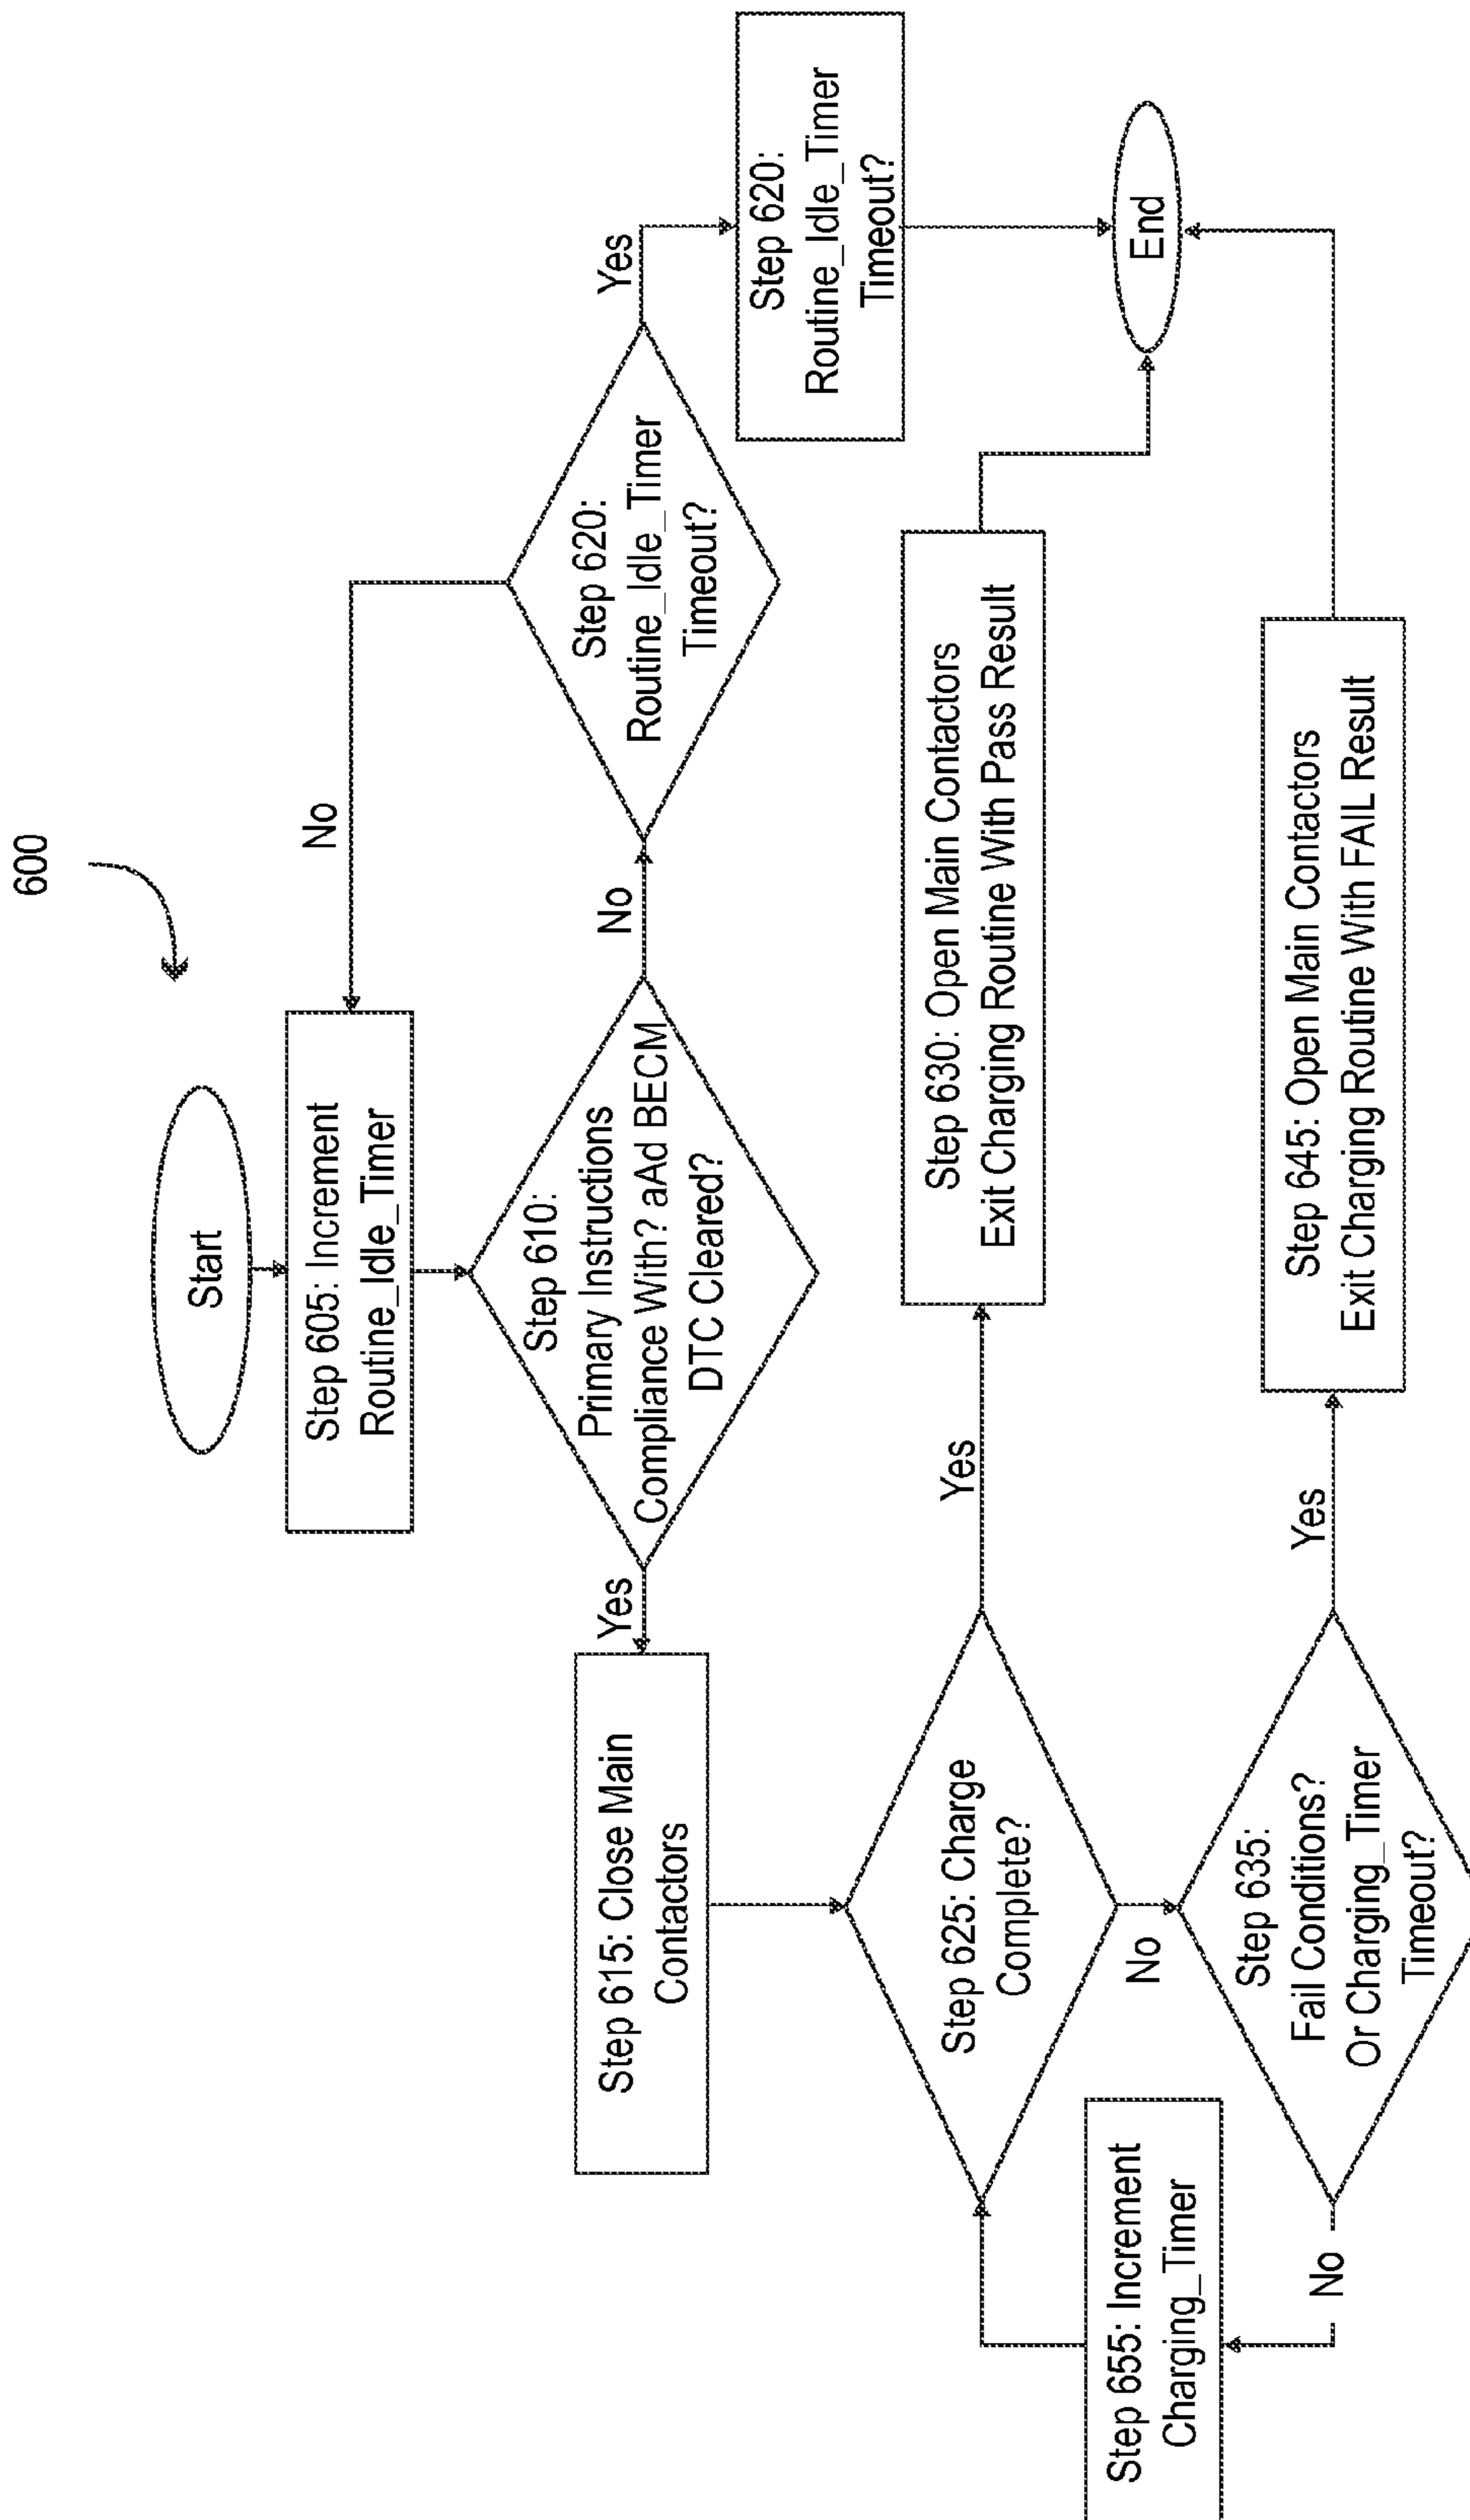 600
Start
Step 605: Increment
Routine_Idle_Timer
No
Step 610:
Primary Instructions
Compliance With? aAd BECM
DTC Cleared?
Yes
No
Step 620:
Routine_Idle_Timer
Timeout?
Yes
Step 620:
Routine_Idle_Timer
Timeout?
Step 615: Close Main
Contactors
Step 625: Charge
Complete?
Yes
Step 630: Open Main Contactors
Exit Charging Routine With Pass Result
End
No
Step 635:
Fail Conditions?
Or Charging_Timer
Timeout?
Yes
Step 645: Open Main Contactors
Exit Charging Routine With FAIL Result
No
Step 655: Increment
Charging_Timer